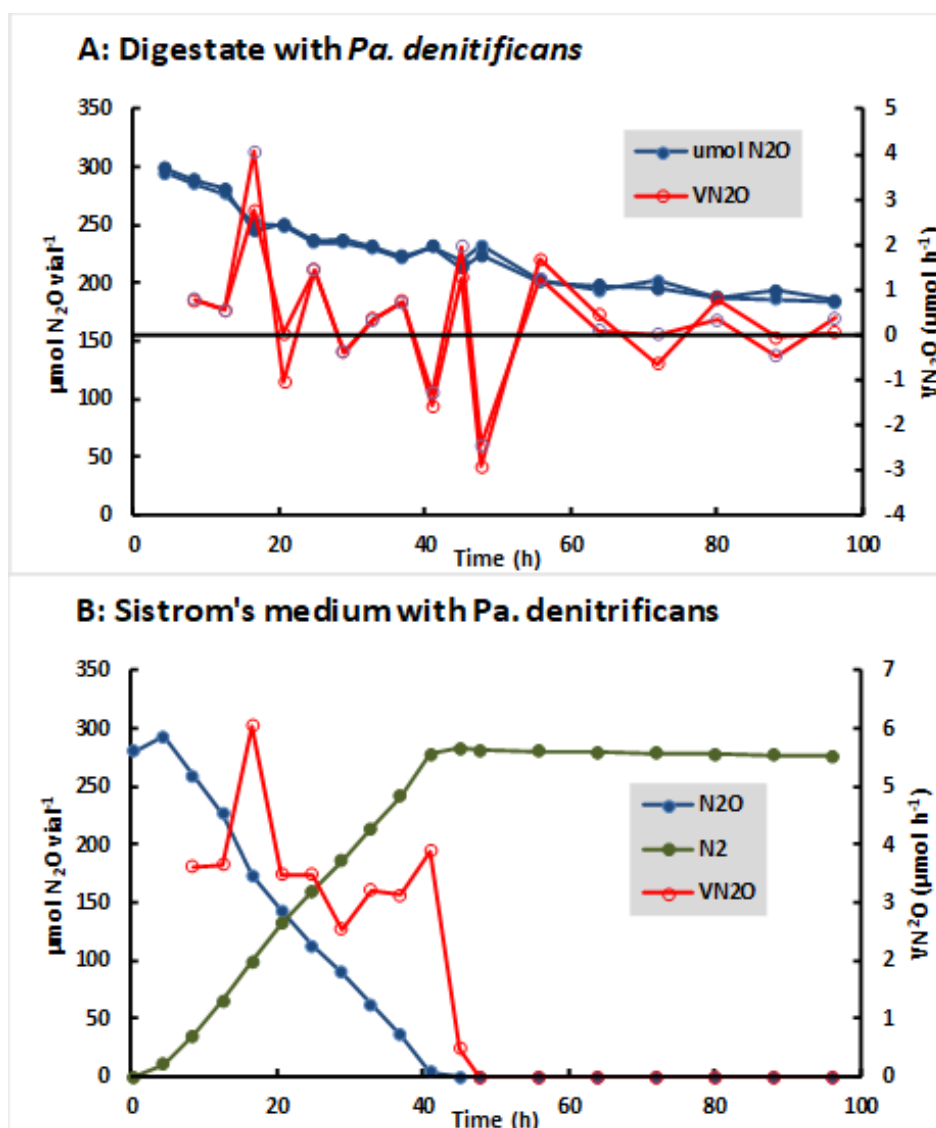 A: Digestate with Pa. denitificans
350
300
250
200
150
100
50
0
µmol N₂O vial⁻¹
5
4
3
2
1
0
-1
-2
-3
-4
VN₂O (µmol h⁻¹)
umol N2O
VN2O
0 20 40 60 80 100
Time (h)
B: Sistrom's medium with Pa. denitrificans
350
300
250
200
150
100
50
0
µmol N₂O vial⁻¹
7
6
5
4
3
2
1
0
VN²O (µmol h⁻¹)
N2O
N2
VN2O
0 20 40 60 80 100
Time (h)